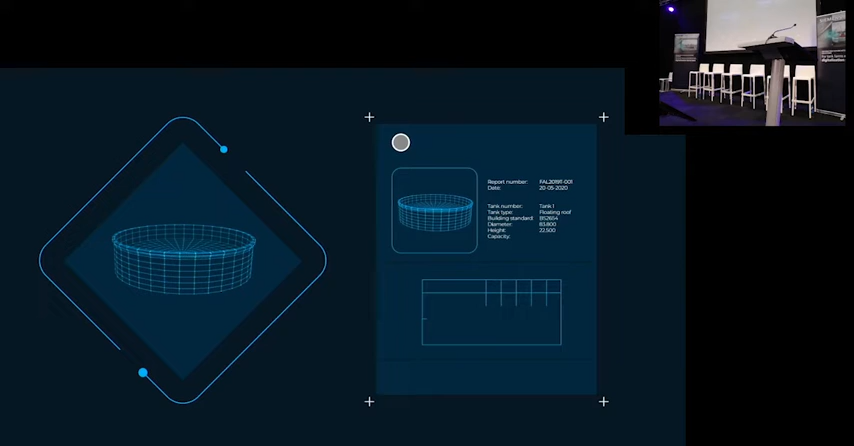 Report number: FAL20191-001
Date: 20-05-2020
Tank number: Tank 1
Tank type: Floating roof
Building standard: BS2654
Diameter: 83.800
Height: 22,500
Capacity: